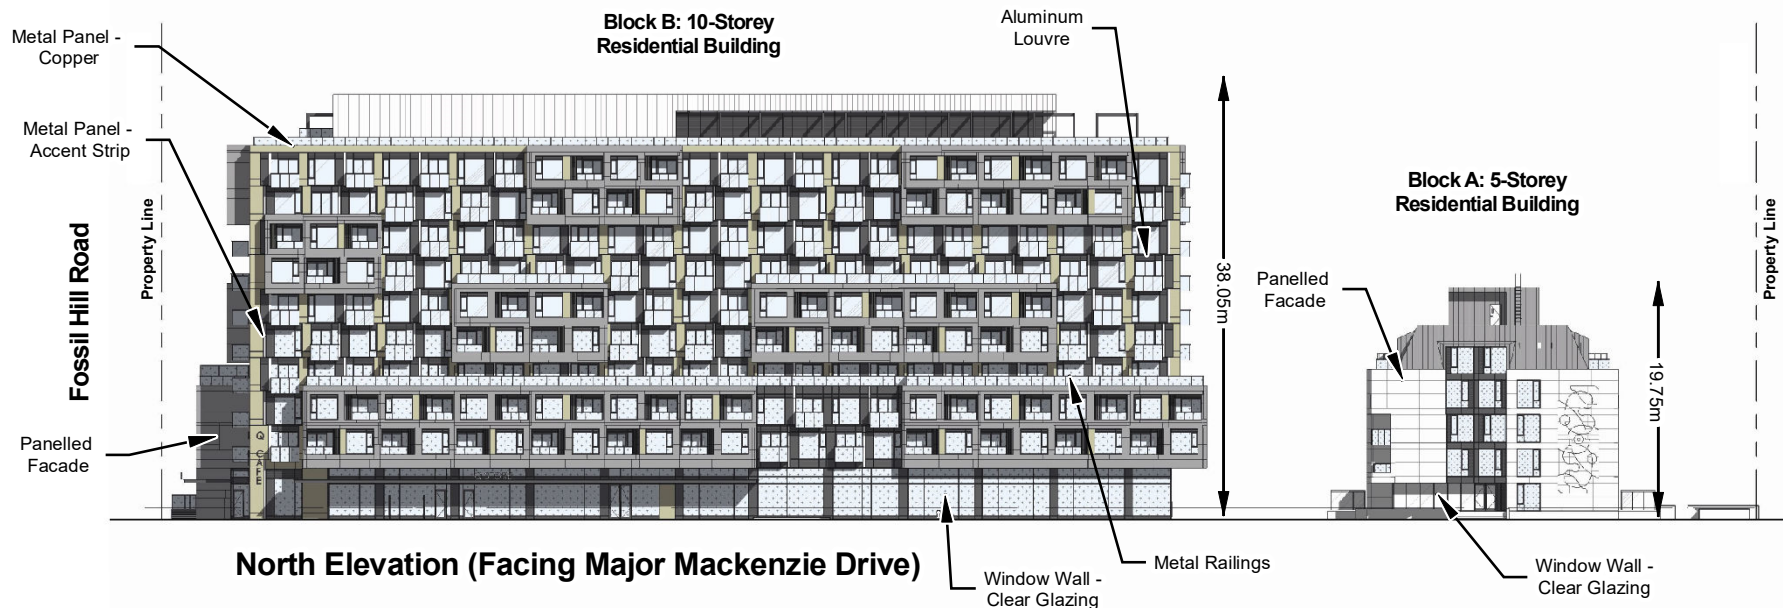 Block B: 10-Storey
Residential Building
Aluminum
Louvre
Metal Panel -
Copper
Metal Panel -
Accent Strip
Property Line
Fossil Hill Road
Panelled
Facade
Q CAFE
38.05m
Block A: 5-Storey
Residential Building
Panelled
Facade
19.75m
Property Line
North Elevation (Facing Major Mackenzie Drive)
Window Wall -
Clear Glazing
Metal Railings
Window Wall -
Clear Glazing